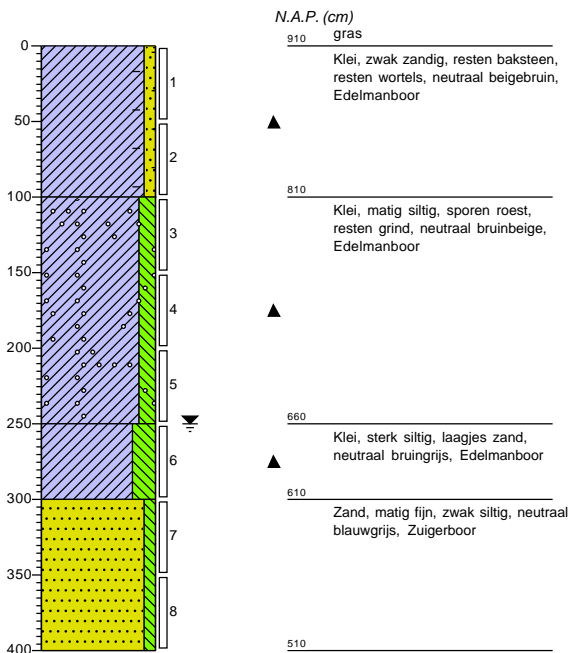 N.A.P. (cm)
910 gras
0
Klei, zwak zandig, resten baksteen,
resten wortels, neutraal beigebruin,
Edelmanboor
1
50
2
100
810
Klei, matig siltig, sporen roest,
resten grind, neutraal bruinbeige,
Edelmanboor
3
150
4
200
5
250
660
Klei, sterk siltig, laagjes zand,
neutraal bruingrijs, Edelmanboor
6
300
610
Zand, matig fijn, zwak siltig, neutraal
blauwgrijs, Zuigerboor
7
350
8
400
510